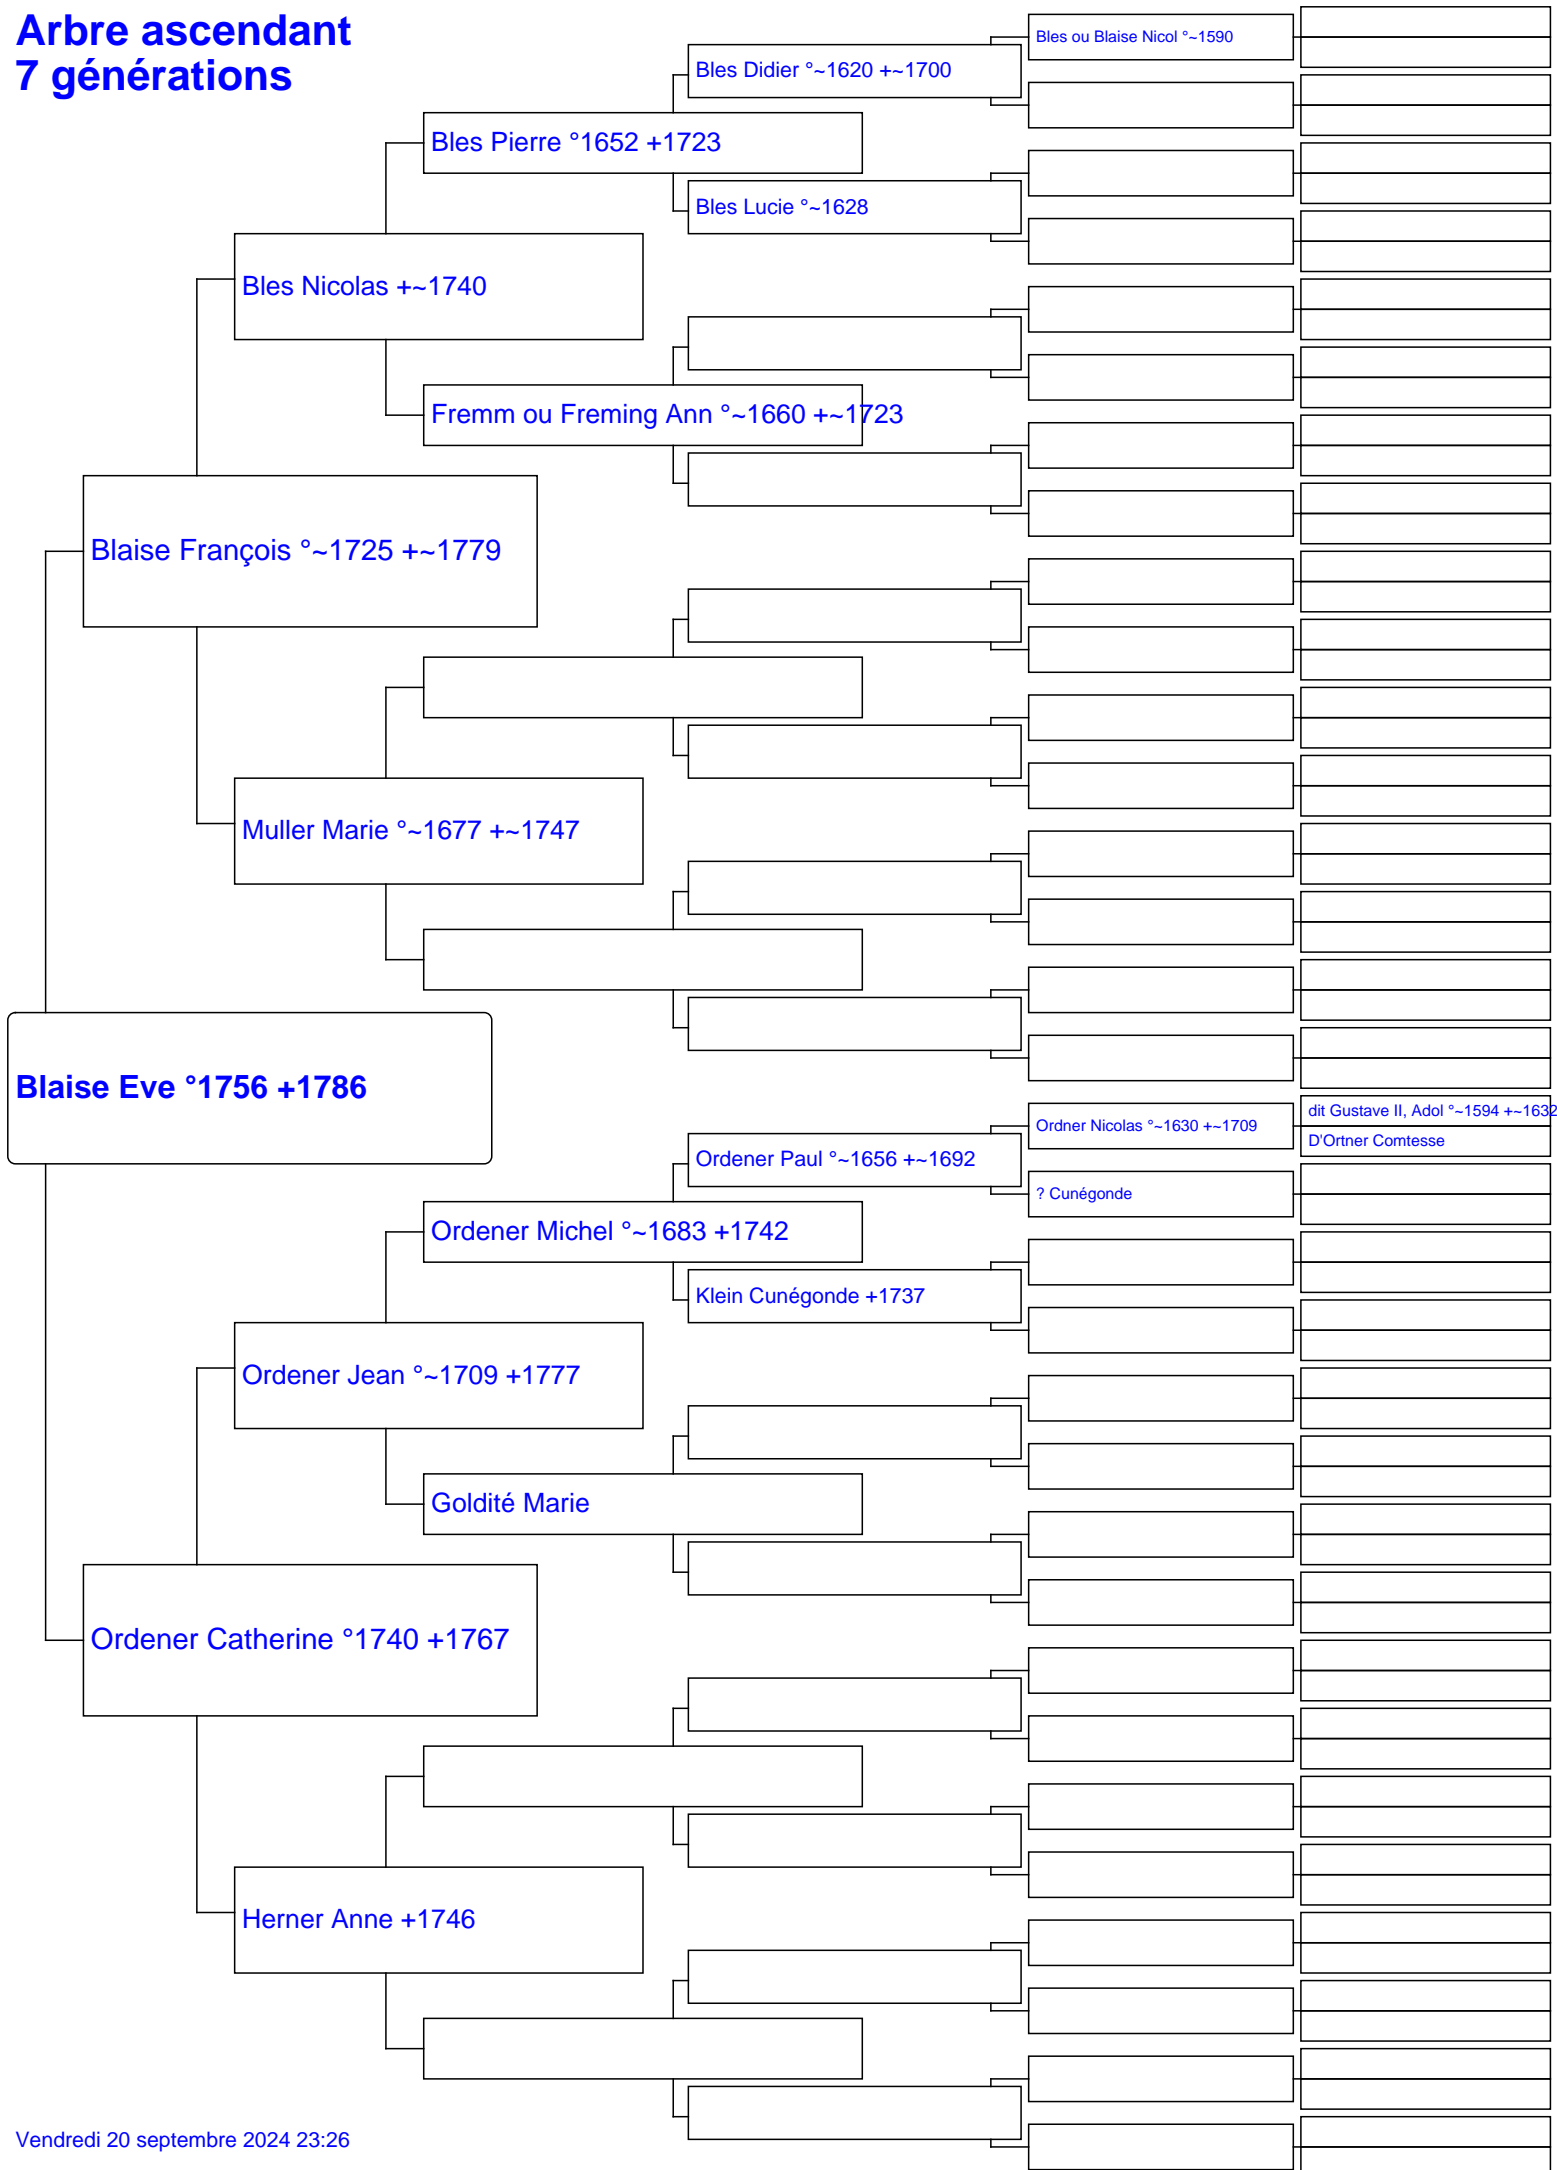 Arbre ascendant
7 générations
Bles ou Blaise Nicol °~1590
Bles Didier °~1620 +~1700
Bles Pierre °1652 +1723
Bles Lucie °~1628
Bles Nicolas +~1740
Fremm ou Freming Ann °~1660 +~1723
Blaise François °~1725 +~1779
Muller Marie °~1677 +~1747
Blaise Eve °1756 +1786
dit Gustave II, Adol °~1594 +~1632
Ordner Nicolas °~1630 +~1709
D'Ortner Comtesse
Ordener Paul °~1656 +~1692
? Cunégonde
Ordener Michel °~1683 +1742
Klein Cunégonde +1737
Ordener Jean °~1709 +1777
Goldité Marie
Ordener Catherine °1740 +1767
Herner Anne +1746
Vendredi 20 septembre 2024 23:26